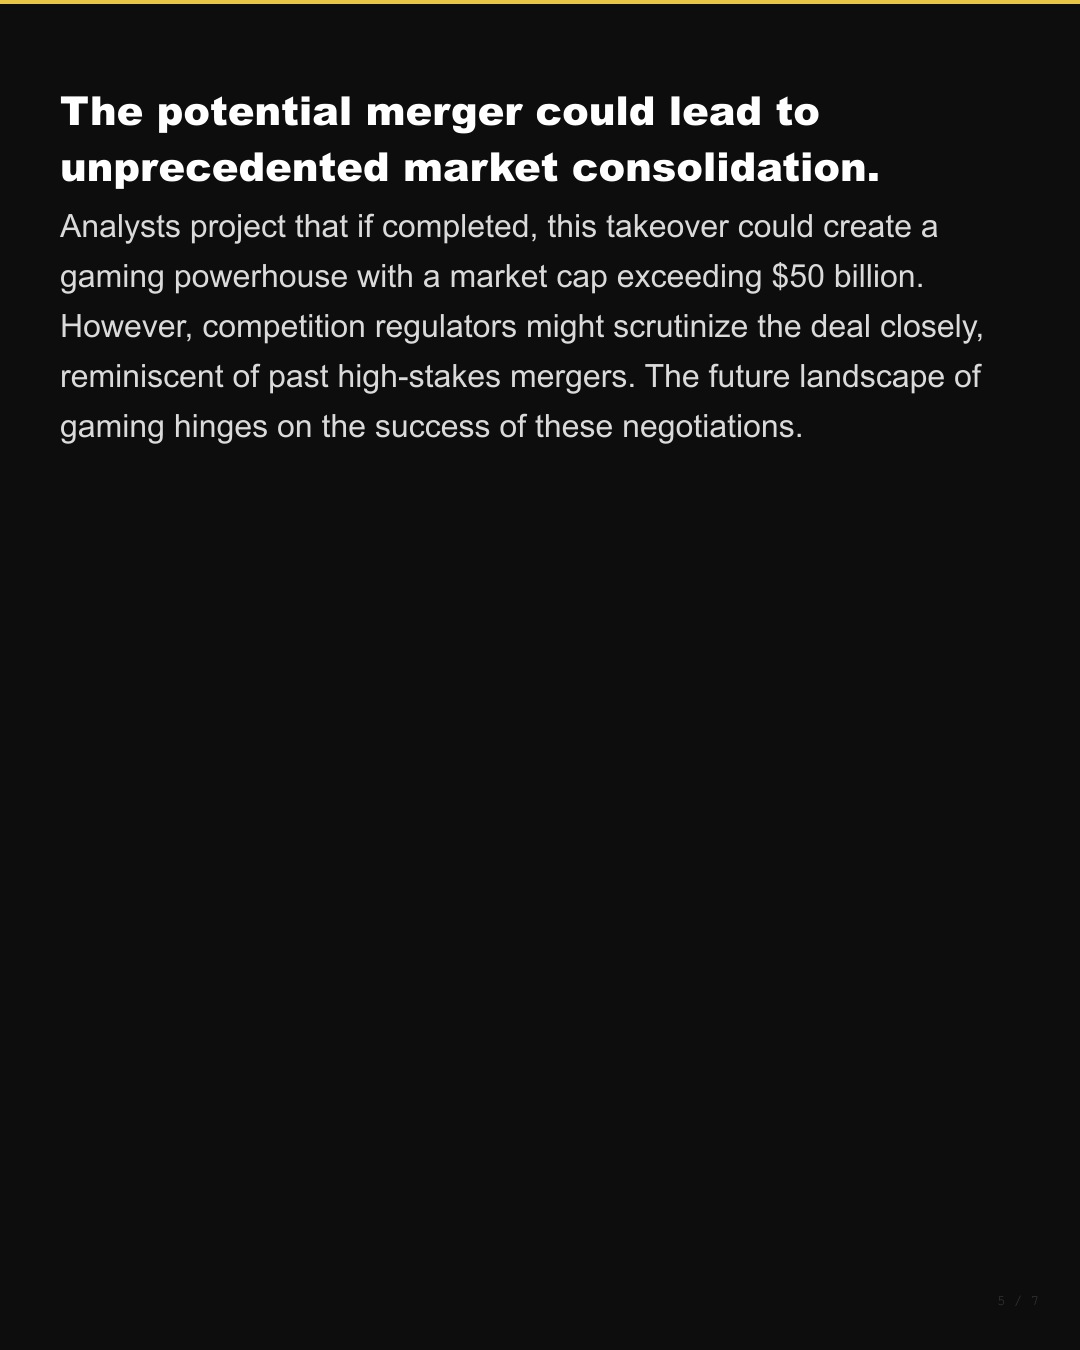 The potential merger could lead to
unprecedented market consolidation.
Analysts project that if completed, this takeover could create a
gaming powerhouse with a market cap exceeding $50 billion.
However, competition regulators might scrutinize the deal closely,
reminiscent of past high-stakes mergers. The future landscape of
gaming hinges on the success of these negotiations.
5 / 7